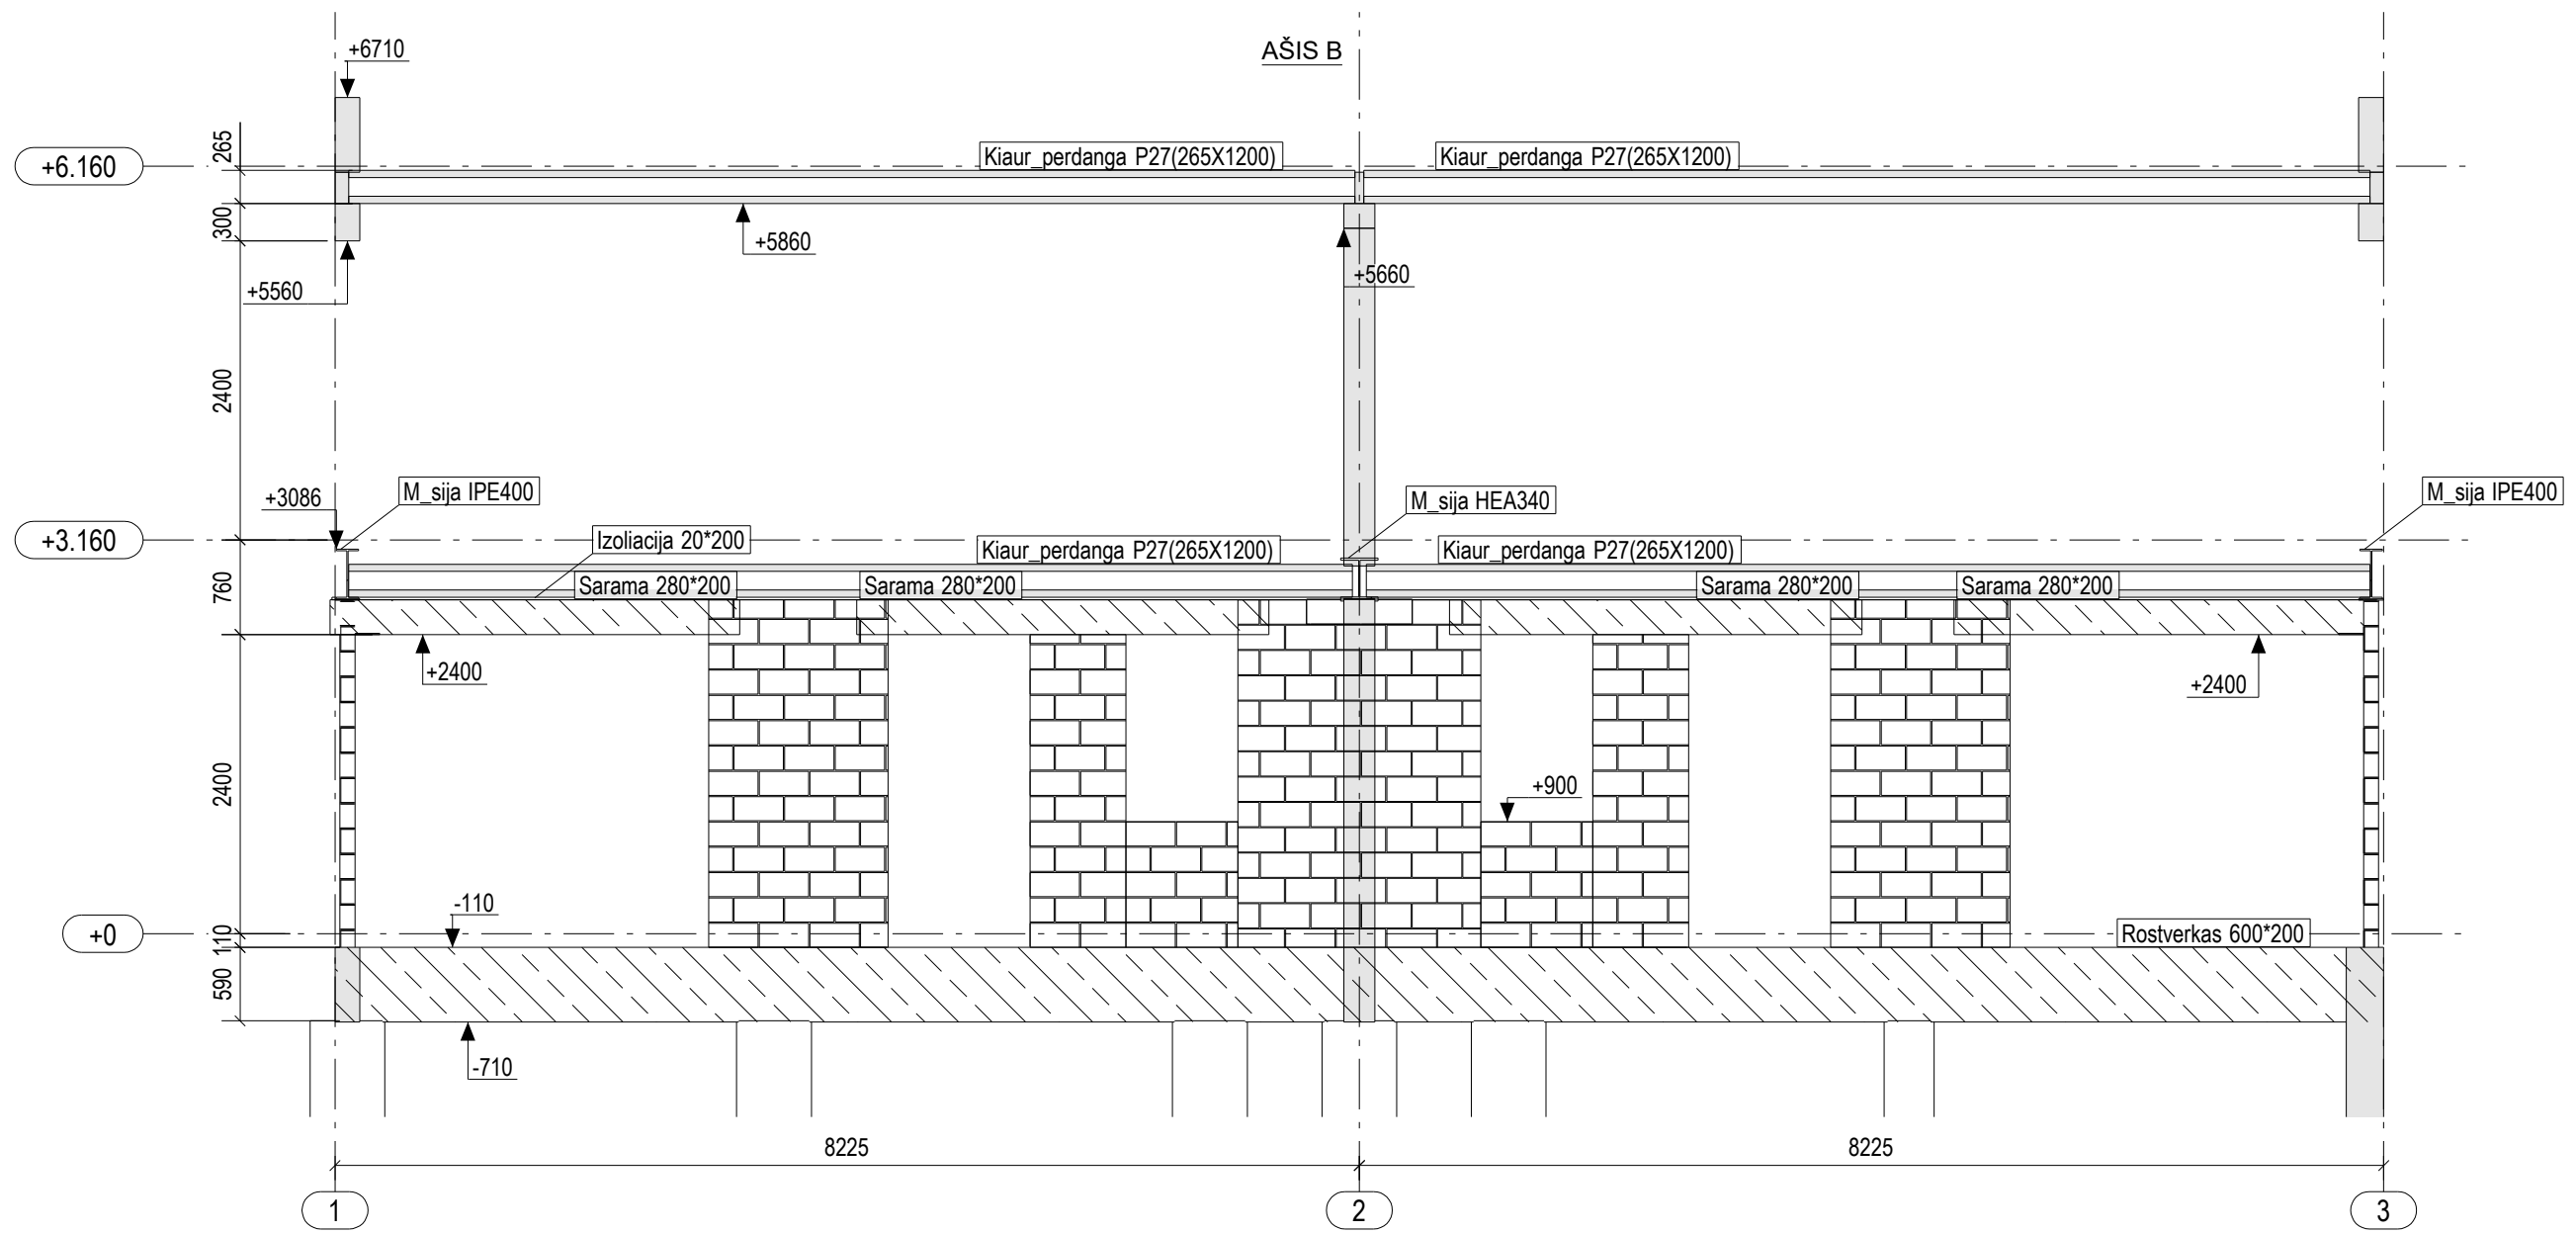 +6710
AŠIS B
265
Kiaur_perdanga P27(265X1200)
Kiaur_perdanga P27(265X1200)
+6.160
300
+5860
+5660
+5560
2400
M_sija IPE400
+3086
M_sija HEA340
M_sija IPE400
+3.160
Izoliacija 20*200
Kiaur_perdanga P27(265X1200)
Kiaur_perdanga P27(265X1200)
760
Sarama 280*200
Sarama 280*200
Sarama 280*200
Sarama 280*200
+2400
+2400
2400
+900
-110
+0
110
Rostverkas 600*200
590
-710
8225
8225
1
2
3